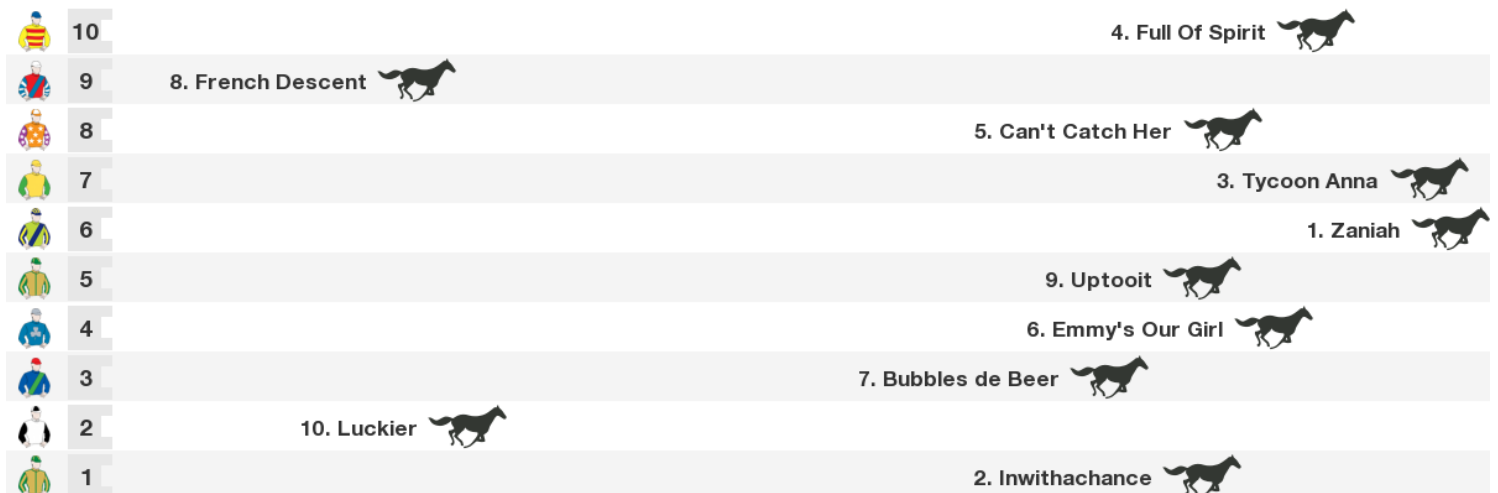 10 4. Full Of Spirit
9 8. French Descent
8 5. Can't Catch Her
7 3. Tycoon Anna
6 1. Zaniah
5 9. Uptooit
4 6. Emmy's Our Girl
3 7. Bubbles de Beer
2 10. Luckier
1 2. Inwithachance